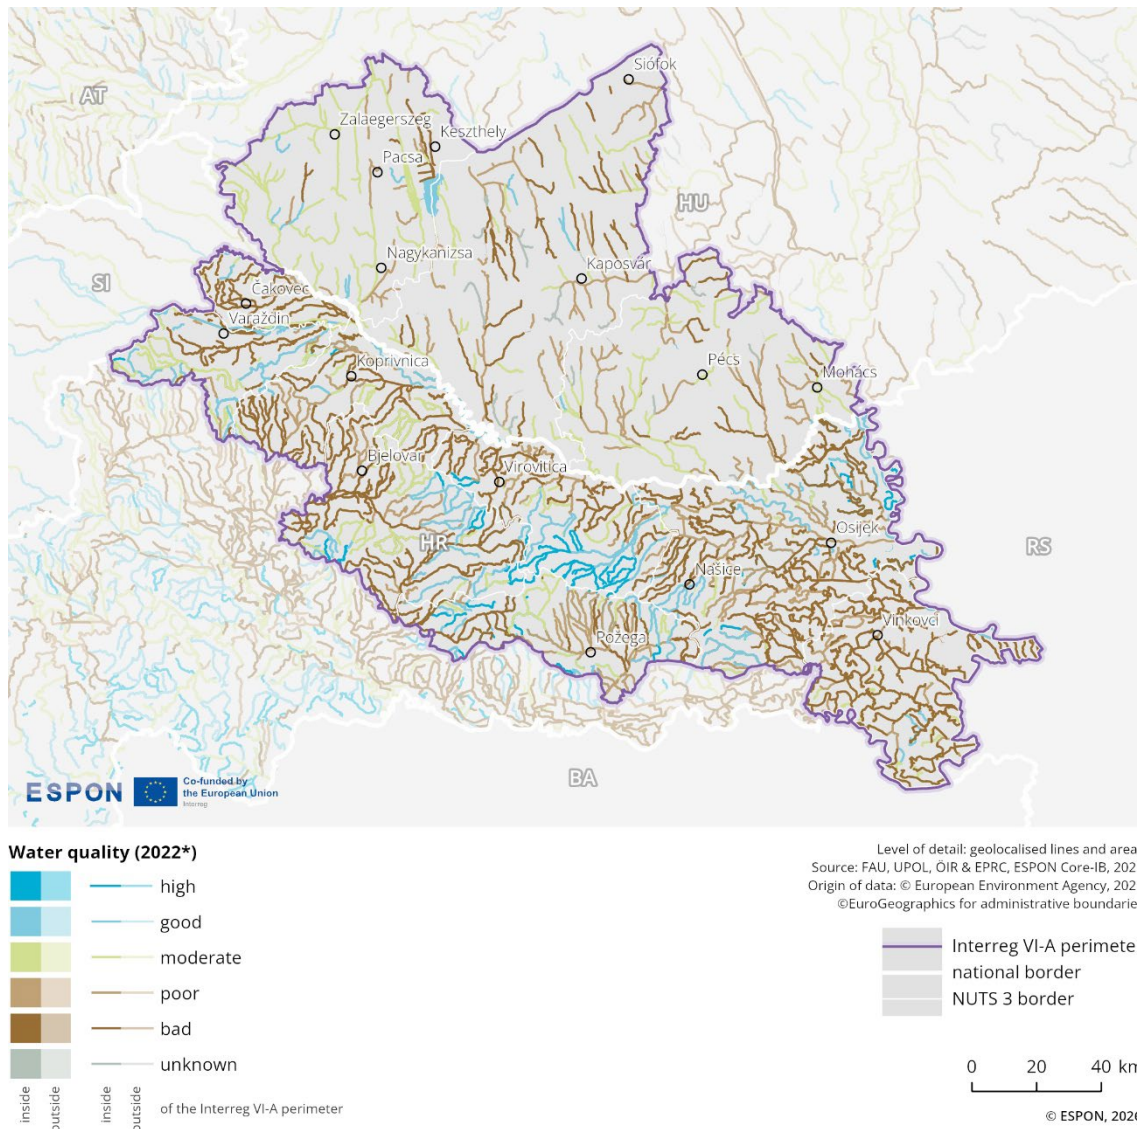 AT
Siófok
Zalaegerszeg
Keszthely
Pacsa
HU
Nagykanizsa
SI
Kaposvár
Čakovec
Varaždin
Koprivnica
Pécs
Mohács
Bjelovar
Virovitica
HR
Osijek
RS
Našice
Vinkovci
Požega
BA
ESPON
Co-funded by
the European Union
Interreg
Water quality (2022*)
high
good
moderate
poor
bad
unknown
inside
outside
inside
outside
of the Interreg VI-A perimeter
Level of detail: geolocalised lines and area
Source: FAU, UPOL, ÖIR & EPRC, ESPON Core-IB, 202
Origin of data: © European Environment Agency, 202
©EuroGeographics for administrative boundarie
Interreg VI-A perimete
national border
NUTS 3 border
0 20 40 km
© ESPON, 2026